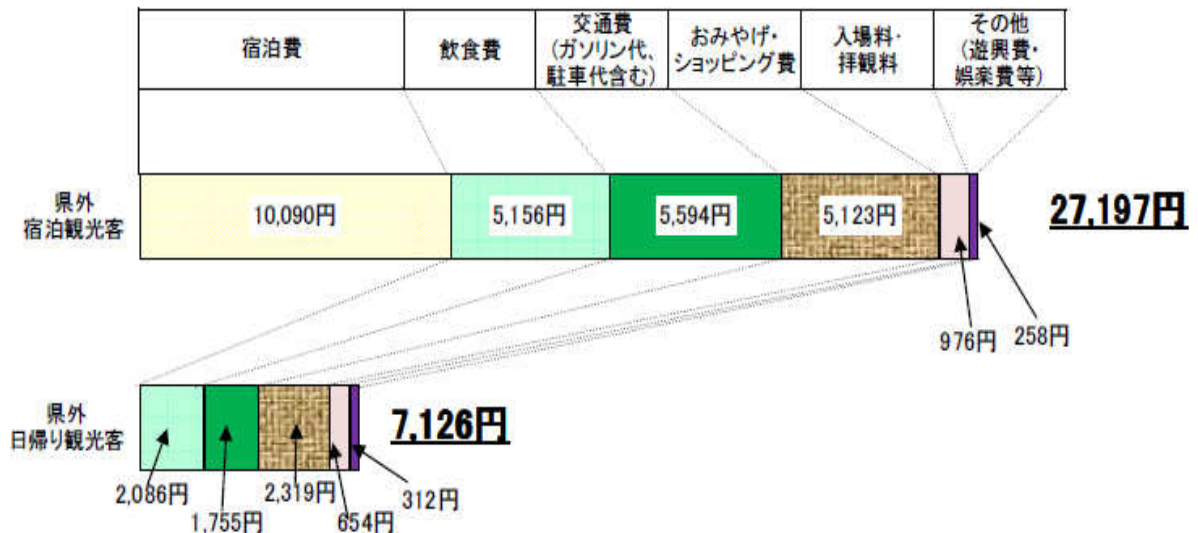 宿泊費
飲食費
交通費
(ガソリン代、
駐車代含む)
おみやげ・
ショッピング費
入場料・
拝観料
その他
(遊興費・
娯楽費等)
県外
宿泊観光客
10,090円
5,156円
5,594円
5,123円
27,197円
976円
258円
県外
日帰り観光客
7,126円
2,086円
1,755円
2,319円
654円
312円